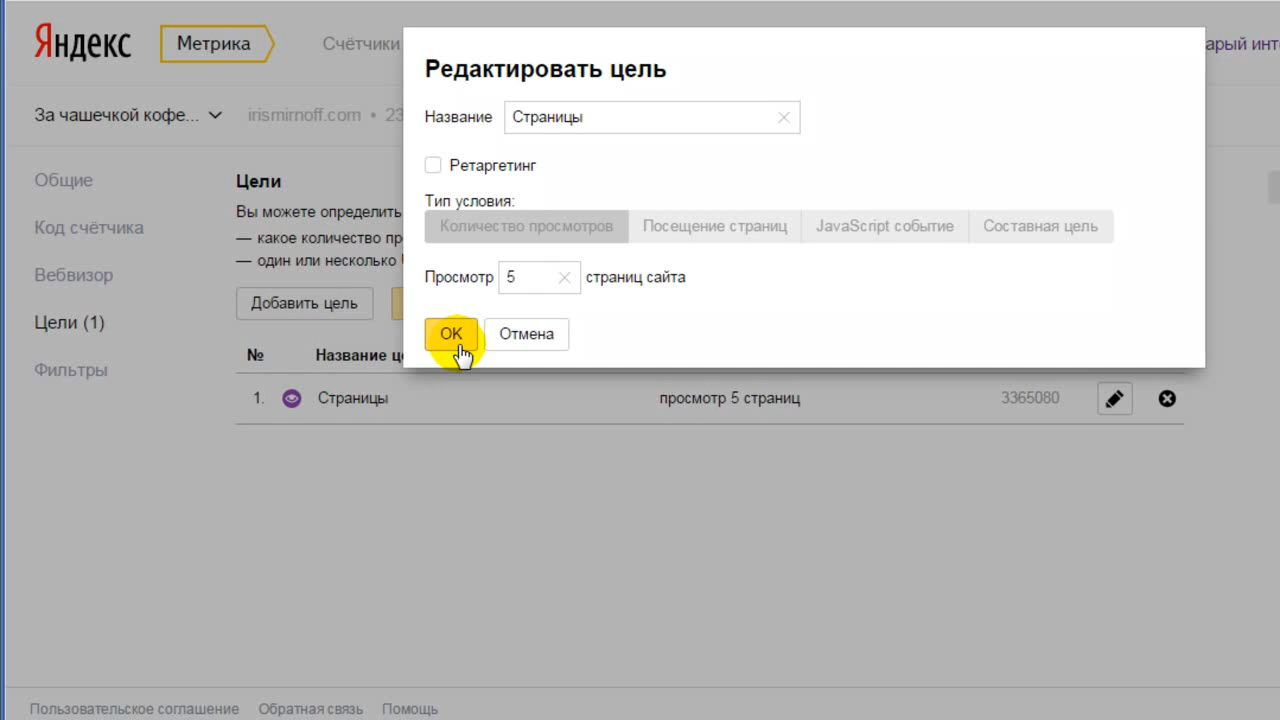 Яндекс Метрика Счётчики арый инт
Редактировать цель
Название Страницы
За чашечкой кофе... irismirnoff.com • 23
Ретаргетинг
Общие
Цели
Тип условия:
Вы можете определить
Количество просмотров Посещение страниц JavaScript событие Составная цель
Код счётчика
— какое количество пр
— один или несколько
Вебвизор
Просмотр 5 страниц сайта
Добавить цель
Цели (1)
OK Отмена
№ Название це
Фильтры
1. Страницы просмотр 5 страниц 3365080
Пользовательское соглашение Обратная связь Помощь